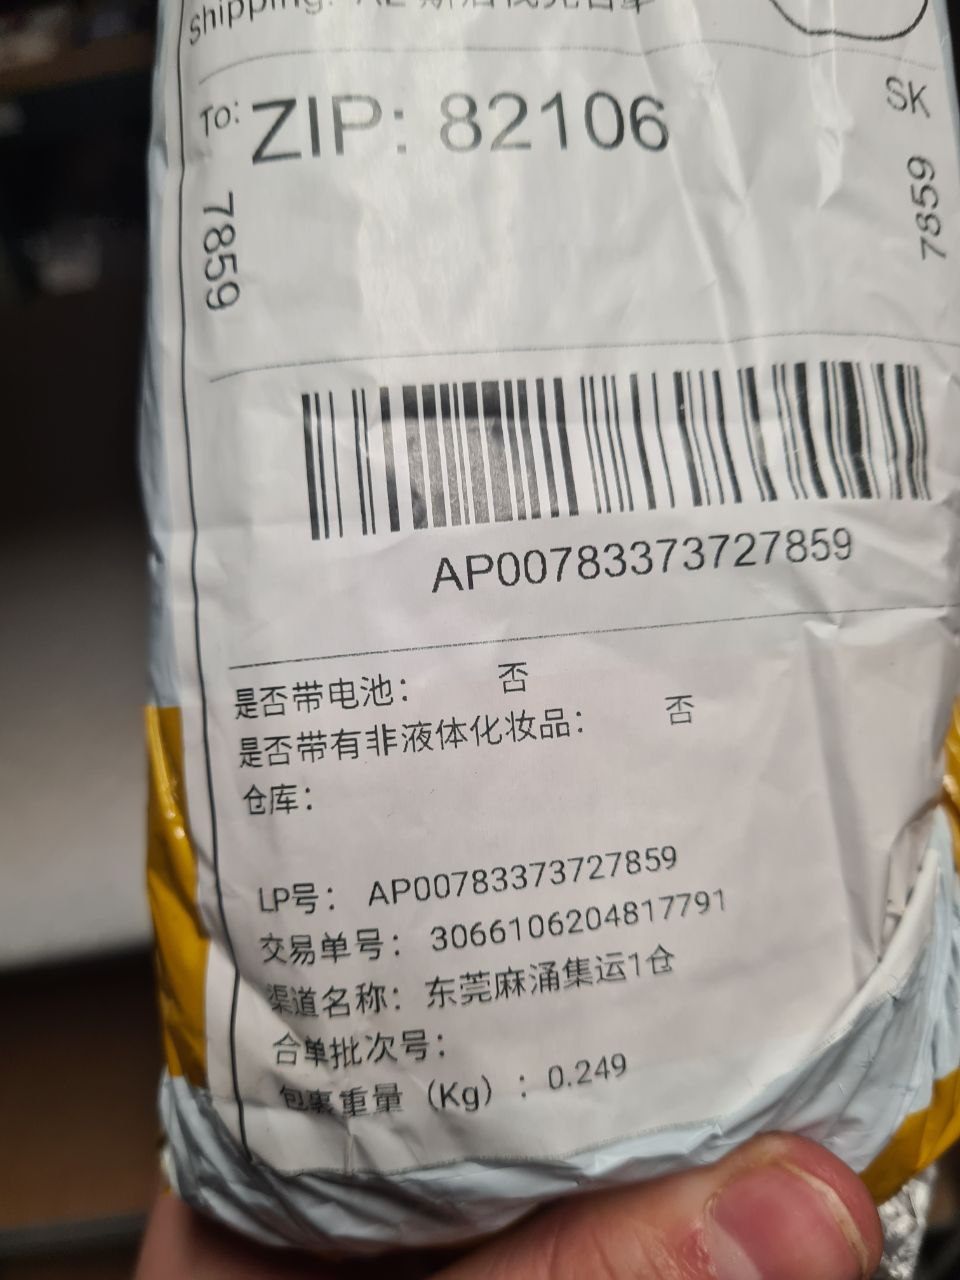 shipping:
To: ZIP: 82106
SK
7859
7859
AP00783373727859
是否带电池： 否
是否带有非液体化妆品： 否
仓库：
LP号： AP00783373727859
交易单号： 3066106204817791
渠道名称： 东莞麻涌集运1仓
合单批次号：
包裹重量（Kg）：0.249